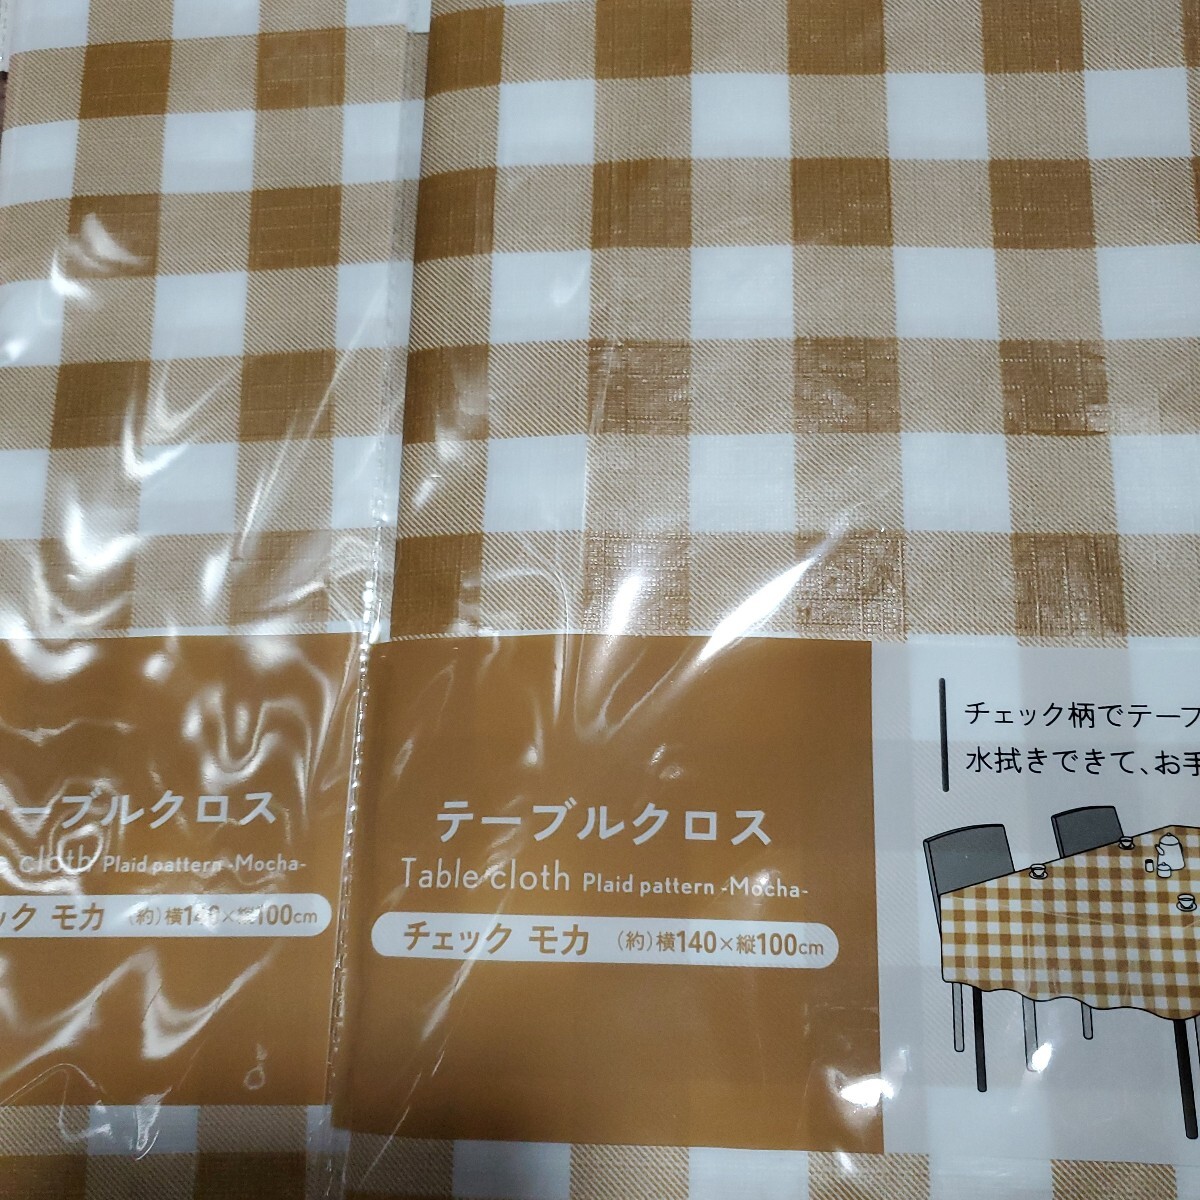 ーブルクロス
cloth Plaid pattern -Mocha-
ック モカ (約)横140×縦100cm
テーブルクロス
Table cloth Plaid pattern -Mocha-
チェック モカ (約)横140×縦100cm
チェック柄でテーブ
水拭きできて、お手